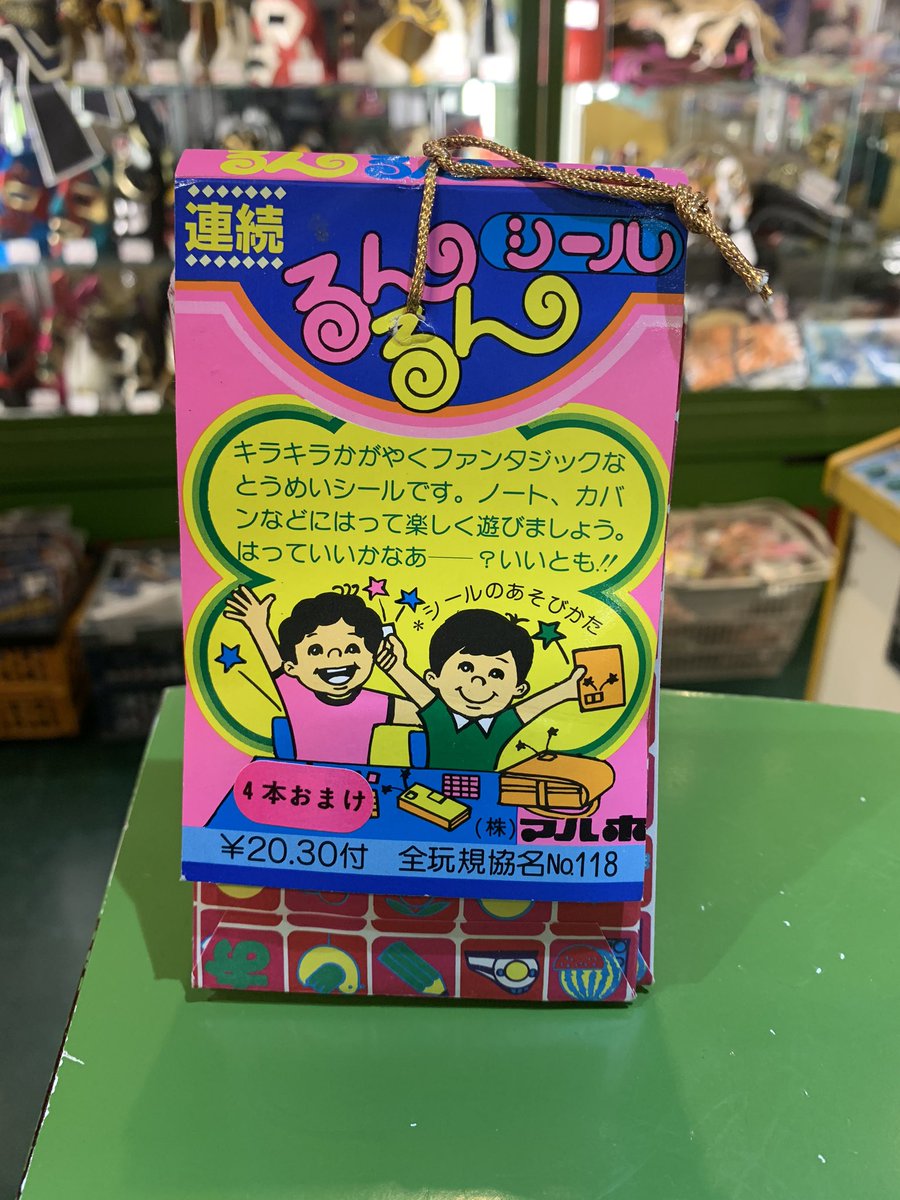 るん
連続
るんるん
シール
キラキラかがやくファンタジックな
とうめいシールです。ノート、カバ
ンなどにはって楽しく遊びましょう。
はっていいかなあ――?いいとも!!
*シールのあそびかた
4本おまけ
(株)マルホ
¥20.30付 全玩規協名No.118